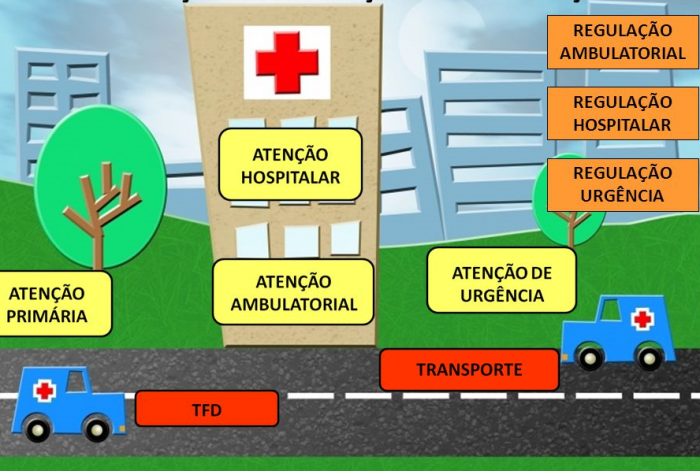 REGULAÇÃO
AMBULATORIAL
REGULAÇÃO
HOSPITALAR
REGULAÇÃO
URGÊNCIA
ATENÇÃO
HOSPITALAR
ATENÇÃO
AMBULATORIAL
ATENÇÃO DE
URGÊNCIA
ATENÇÃO
PRIMÁRIA
TRANSPORTE
TFD